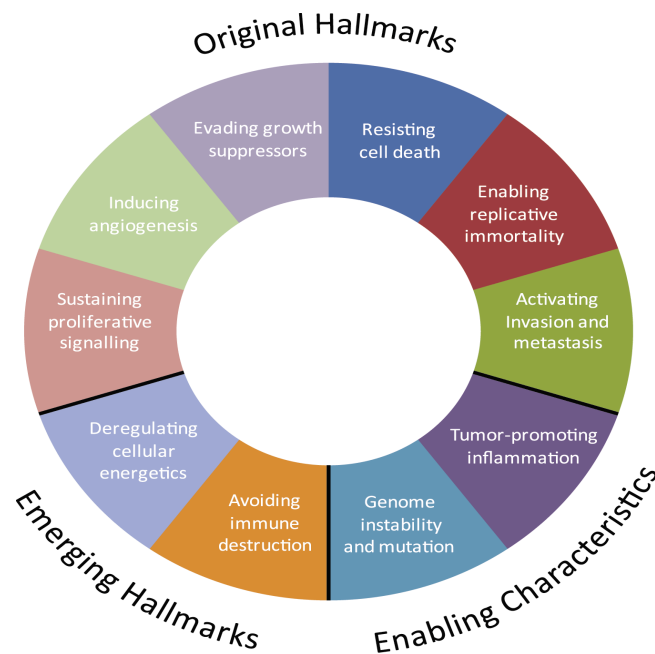 Original Hallmarks
Evading growth
suppressors
Resisting
cell death
Enabling
replicative
immortality
Activating
Invasion and
metastasis
Tumor-promoting
inflammation
Genome
instability
and mutation
Avoiding
immune
destruction
Deregulating
cellular
energetics
Sustaining
proliferative
signalling
Inducing
angiogenesis
Emerging Hallmarks
Enabling Characteristics